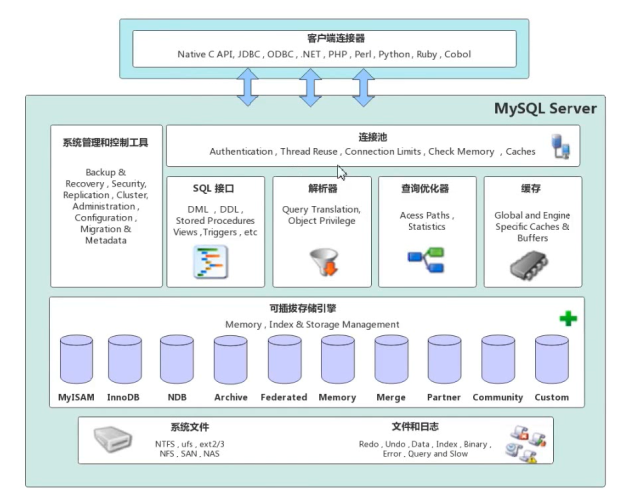 客户端连接器
Native C API, JDBC , ODBC , .NET , PHP , Perl , Python , Ruby , Cobol
MySQL Server
系统管理和控制工具
Backup &
Recovery , Security,
Replication , Cluster,
Administration ,
Configuration ,
Migration &
Metadata
连接池
Authentication , Thread Reuse , Connection Limits , Check Memory , Caches
SQL 接口
DML , DDL ,
Stored Procedures
Views ,Triggers , etc
解析器
Query Translation,
Object Privilege
查询优化器
Acess Paths ,
Statistics
缓存
Global and Engine
Specific Caches &
Buffers
可插拔存储引擎
Memory , Index & Storage Management
MyISAM InnoDB NDB Archive Federated Memory Merge Partner Community Custom
系统文件
NTFS , ufs , ext2/3
NFS , SAN , NAS
文件和日志
Redo , Undo , Data , Index , Binary ,
Error , Query and Slow